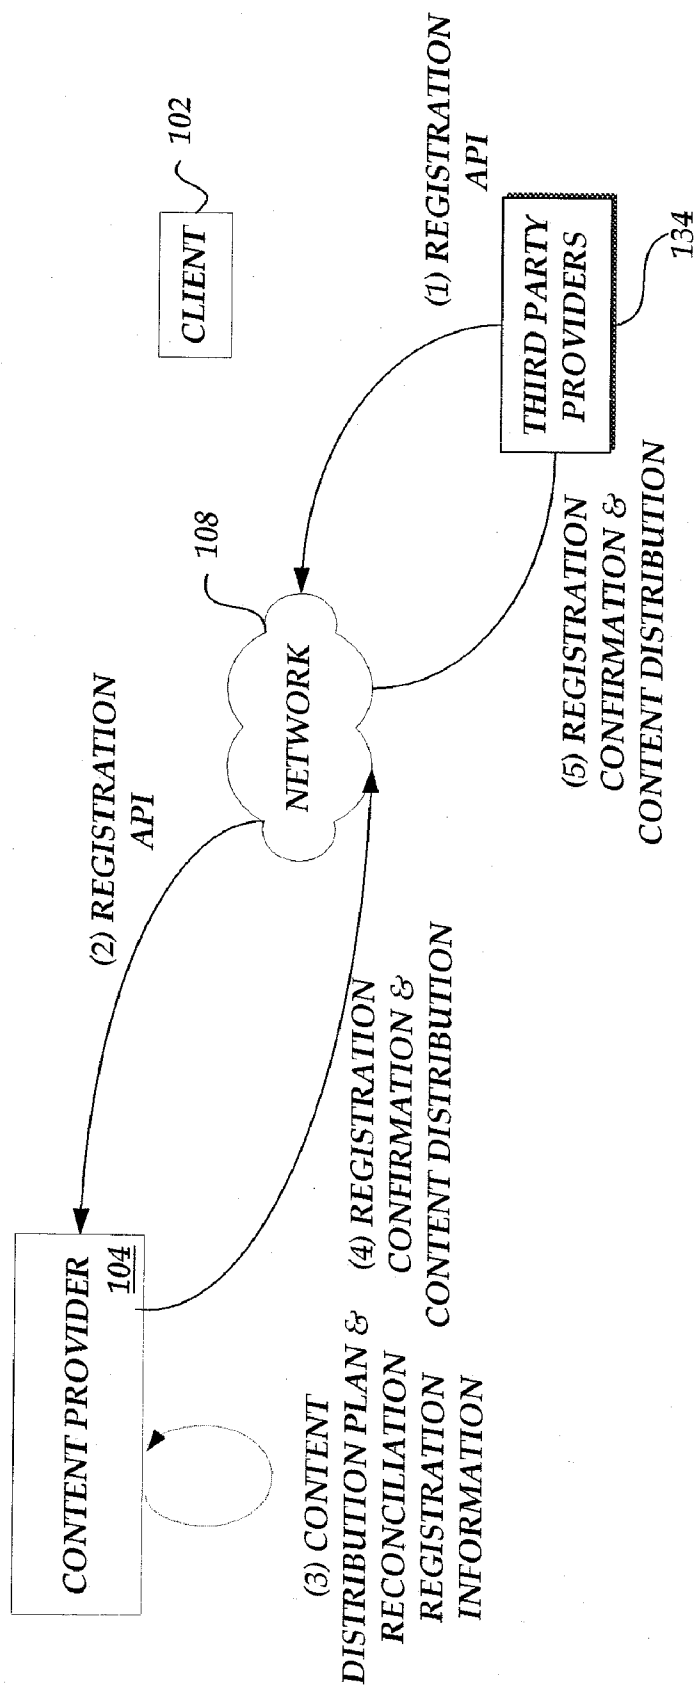 CLIENT
102
(1) REGISTRATION
API
THIRD PARTY
PROVIDERS
134
108
NETWORK
(2) REGISTRATION
API
(5) REGISTRATION
CONFIRMATION &
CONTENT DISTRIBUTION
(4) REGISTRATION
CONFIRMATION &
CONTENT DISTRIBUTION
CONTENT PROVIDER
104
(3) CONTENT
DISTRIBUTION PLAN &
RECONCILIATION
REGISTRATION
INFORMATION